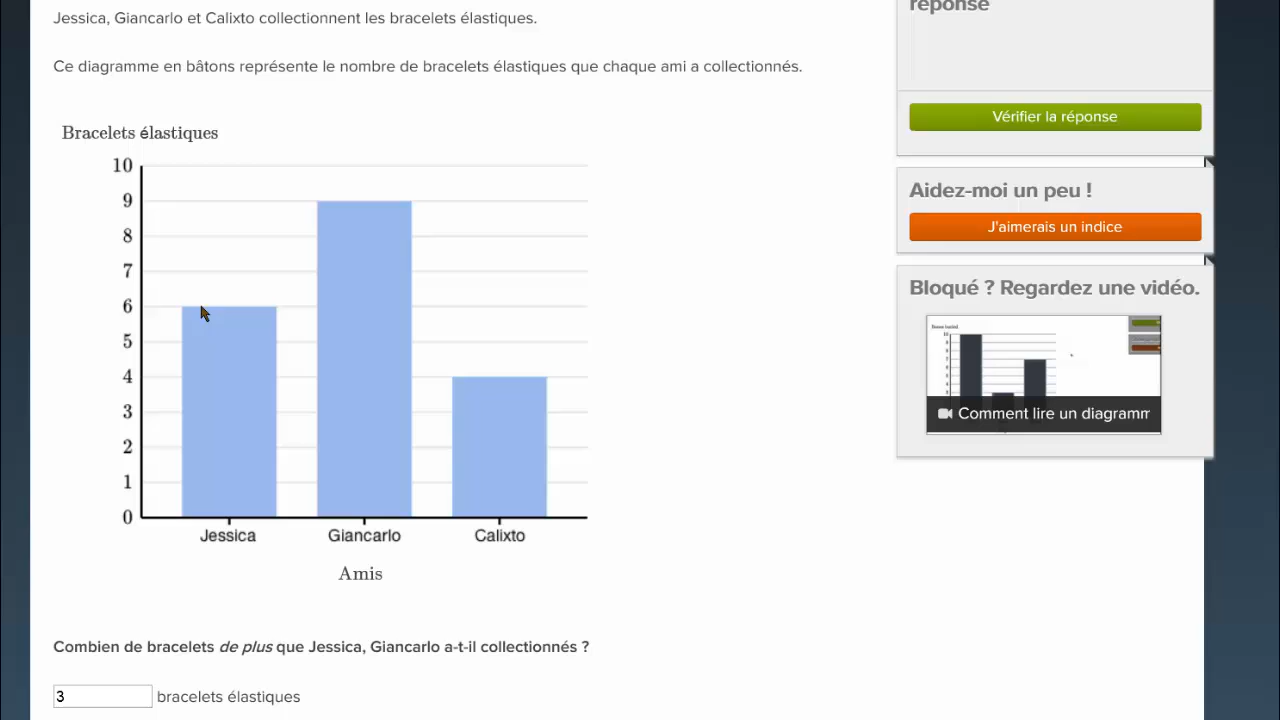 Jessica, Giancarlo et Calixto collectionnent les bracelets élastiques.
Ce diagramme en bâtons représente le nombre de bracelets élastiques que chaque ami a collectionnés.
Bracelets élastiques
10
9
8
7
6
5
4
3
2
1
0
Jessica
Giancarlo
Calixto
Amis
Combien de bracelets de plus que Jessica, Giancarlo a-t-il collectionnés ?
3 bracelets élastiques
réponse
Vérifier la réponse
Aidez-moi un peu !
J'aimerais un indice
Bloqué ? Regardez une vidéo.
Comment lire un diagramm